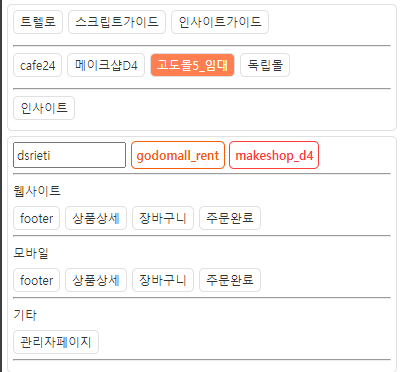 트렐로 스크립트가이드 인사이트가이드
cafe24 메이크샵D4 고도몰5_임대 독립몰
인사이트
dsrieti godomall_rent makeshop_d4
웹사이트
footer 상품상세 장바구니 주문완료
모바일
footer 상품상세 장바구니 주문완료
기타
관리자페이지